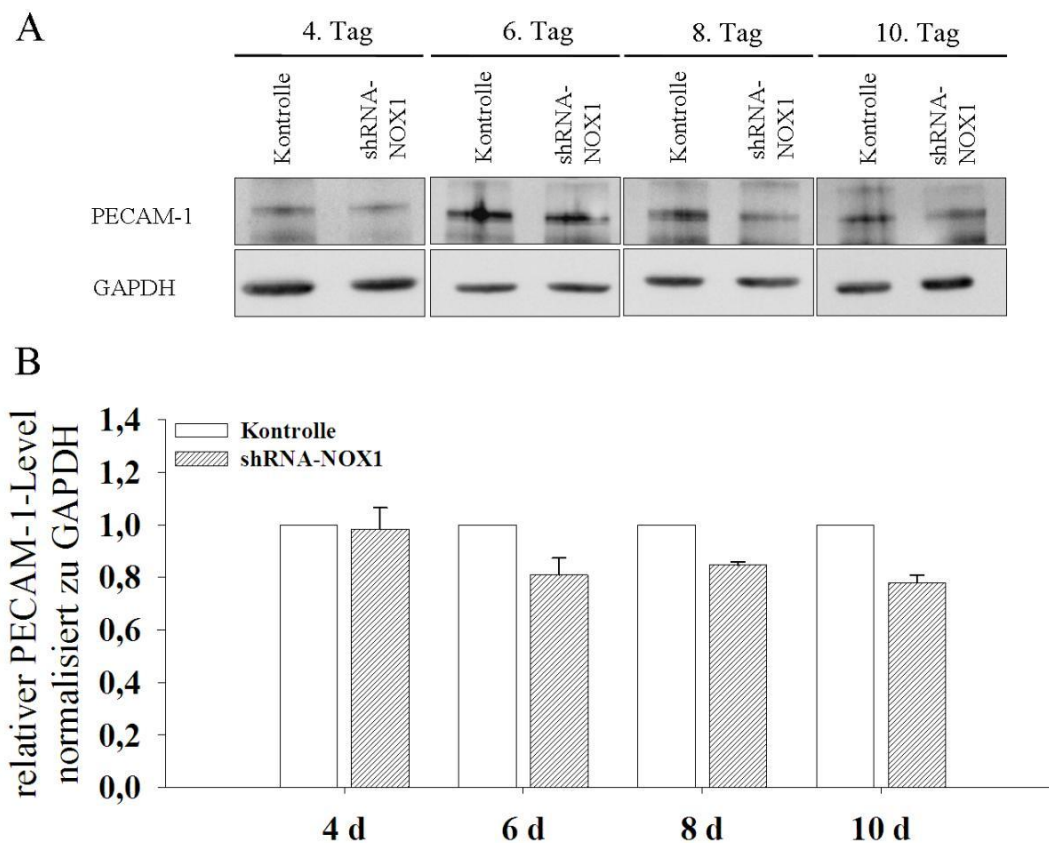 A
4. Tag 6. Tag 8. Tag 10. Tag
Kontrolle shRNA-NOX1 Kontrolle shRNA-NOX1 Kontrolle shRNA-NOX1 Kontrolle shRNA-NOX1
PECAM-1
GAPDH
B
relativer PECAM-1-Level
normalisiert zu GAPDH
1,4
1,2
1,0
0,8
0,6
0,4
0,2
0,0
Kontrolle
shRNA-NOX1
4 d 6 d 8 d 10 d